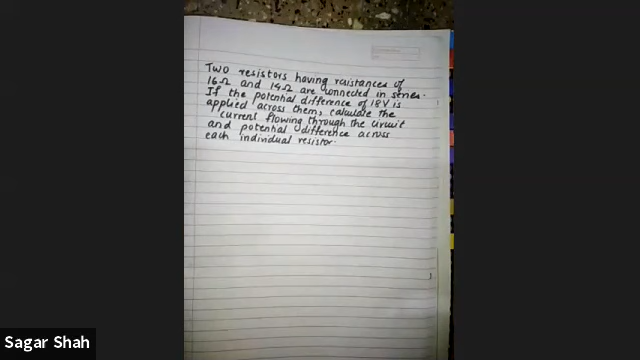 Two resistors having resistances of
16Ω and 14Ω are connected in series.
If the potential difference of 18V is
applied across them, calculate the
current flowing through the circuit
and potential difference across
each individual resistor.
Sagar Shah